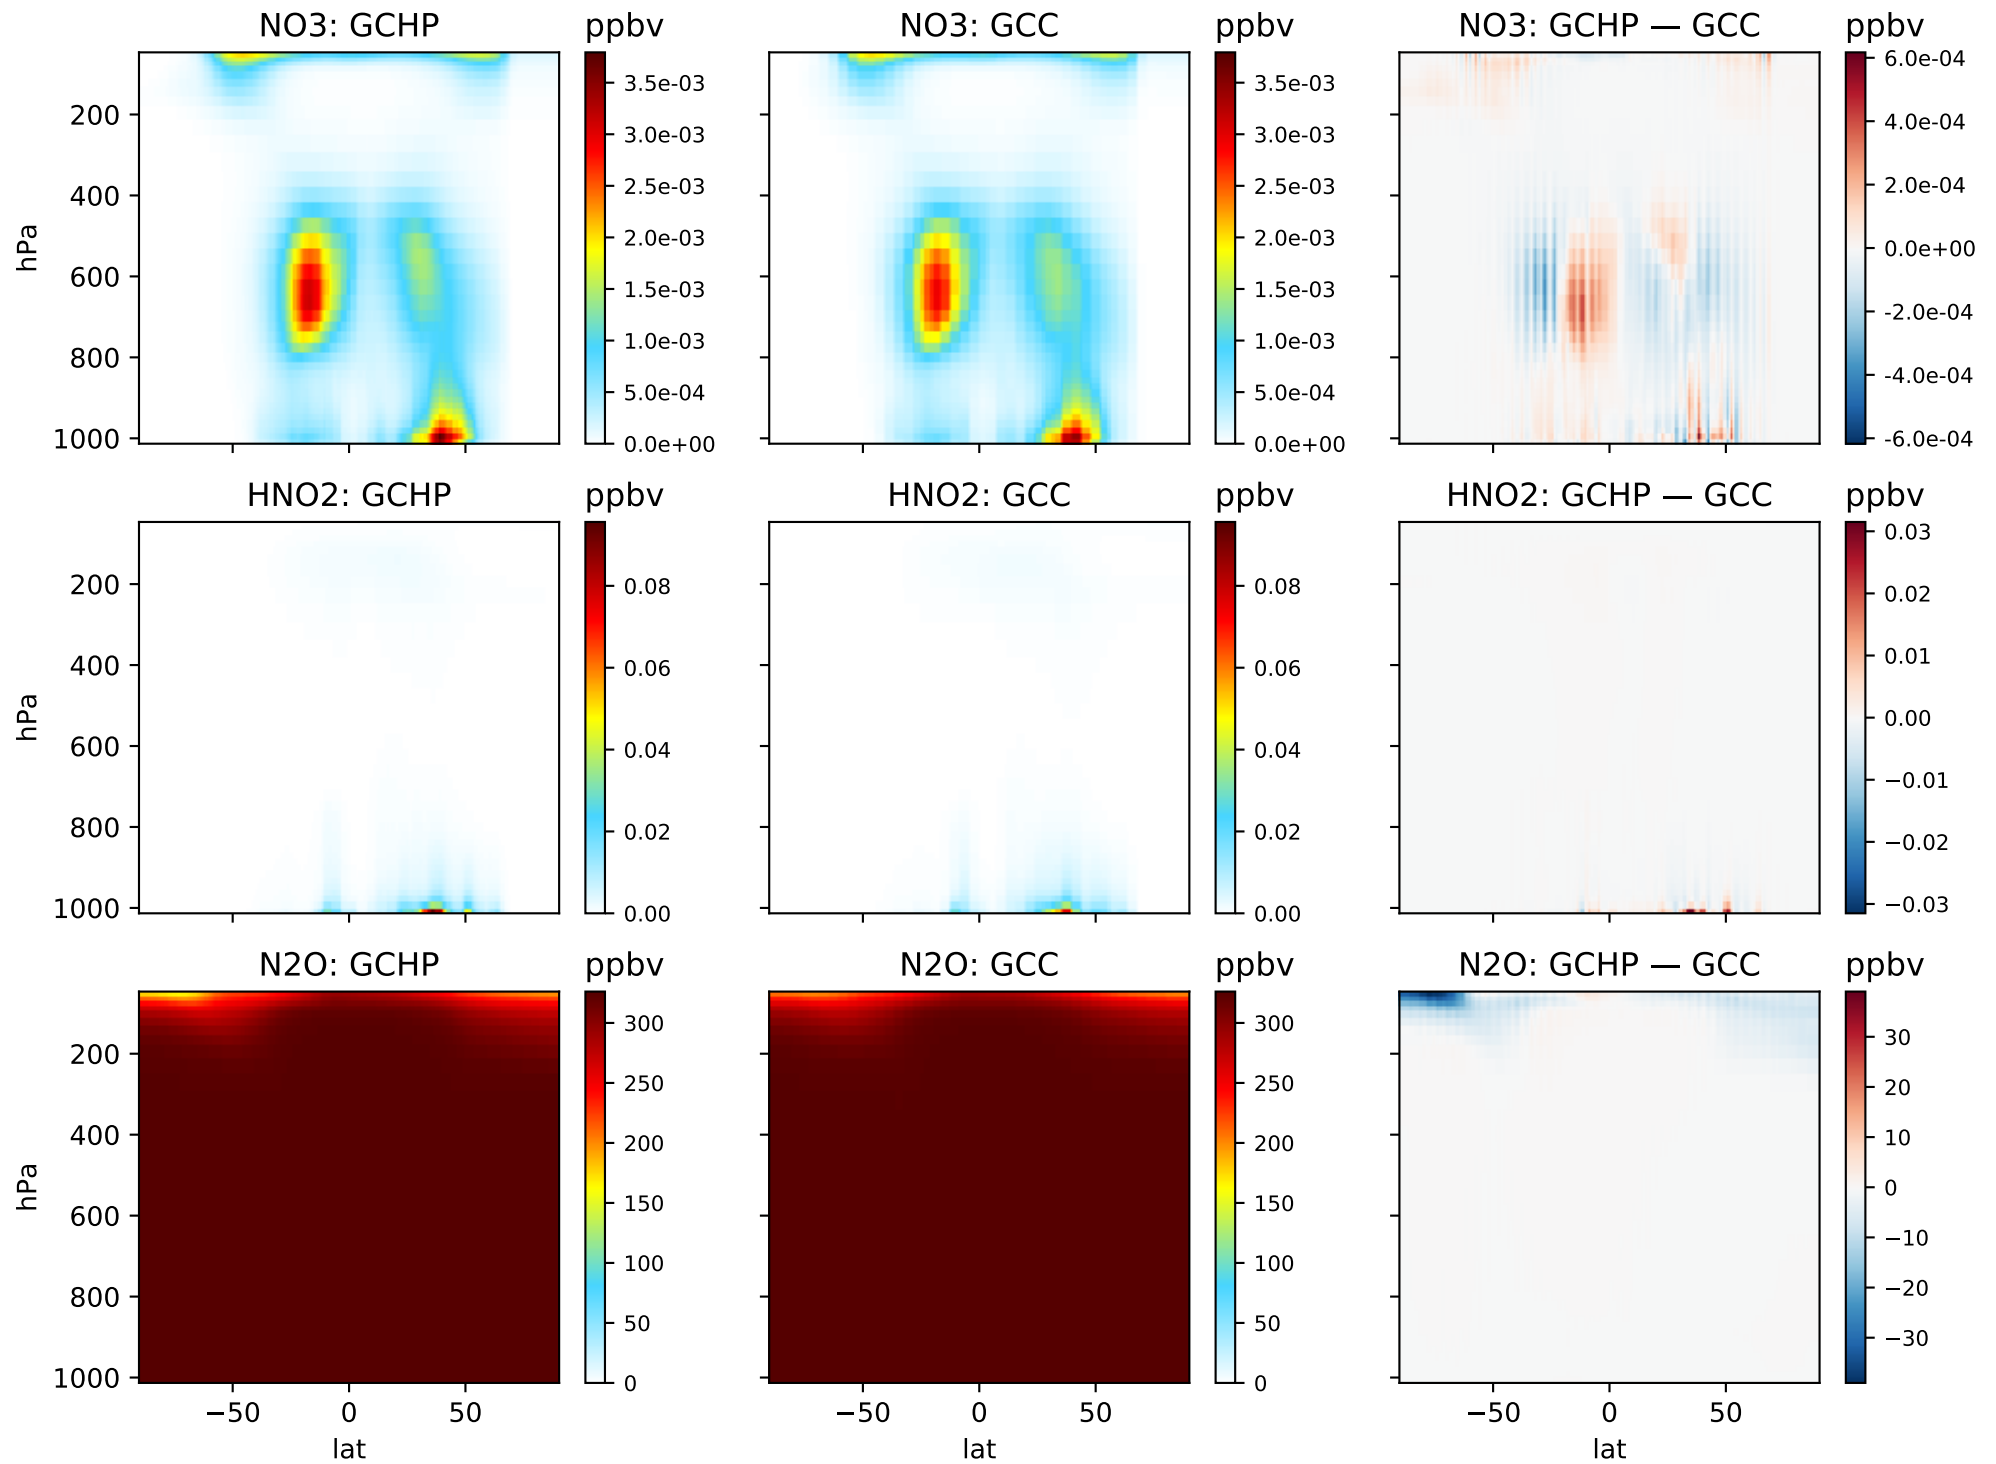 NO3: GCHP ppbv NO3: GCC ppbv NO3: GCHP — GCC ppbv
hPa
200
400
600
800
1000
3.5e-03
3.0e-03
2.5e-03
2.0e-03
1.5e-03
1.0e-03
5.0e-04
0.0e+00
3.5e-03
3.0e-03
2.5e-03
2.0e-03
1.5e-03
1.0e-03
5.0e-04
0.0e+00
6.0e-04
4.0e-04
2.0e-04
0.0e+00
-2.0e-04
-4.0e-04
-6.0e-04
HNO2: GCHP ppbv HNO2: GCC ppbv HNO2: GCHP — GCC ppbv
hPa
200
400
600
800
1000
0.08
0.06
0.04
0.02
0.00
0.08
0.06
0.04
0.02
0.00
0.03
0.02
0.01
0.00
−0.01
−0.02
−0.03
N2O: GCHP ppbv N2O: GCC ppbv N2O: GCHP — GCC ppbv
hPa
200
400
600
800
1000
300
250
200
150
100
50
0
300
250
200
150
100
50
0
30
20
10
0
−10
−20
−30
−50 0 50 −50 0 50 −50 0 50
lat lat lat